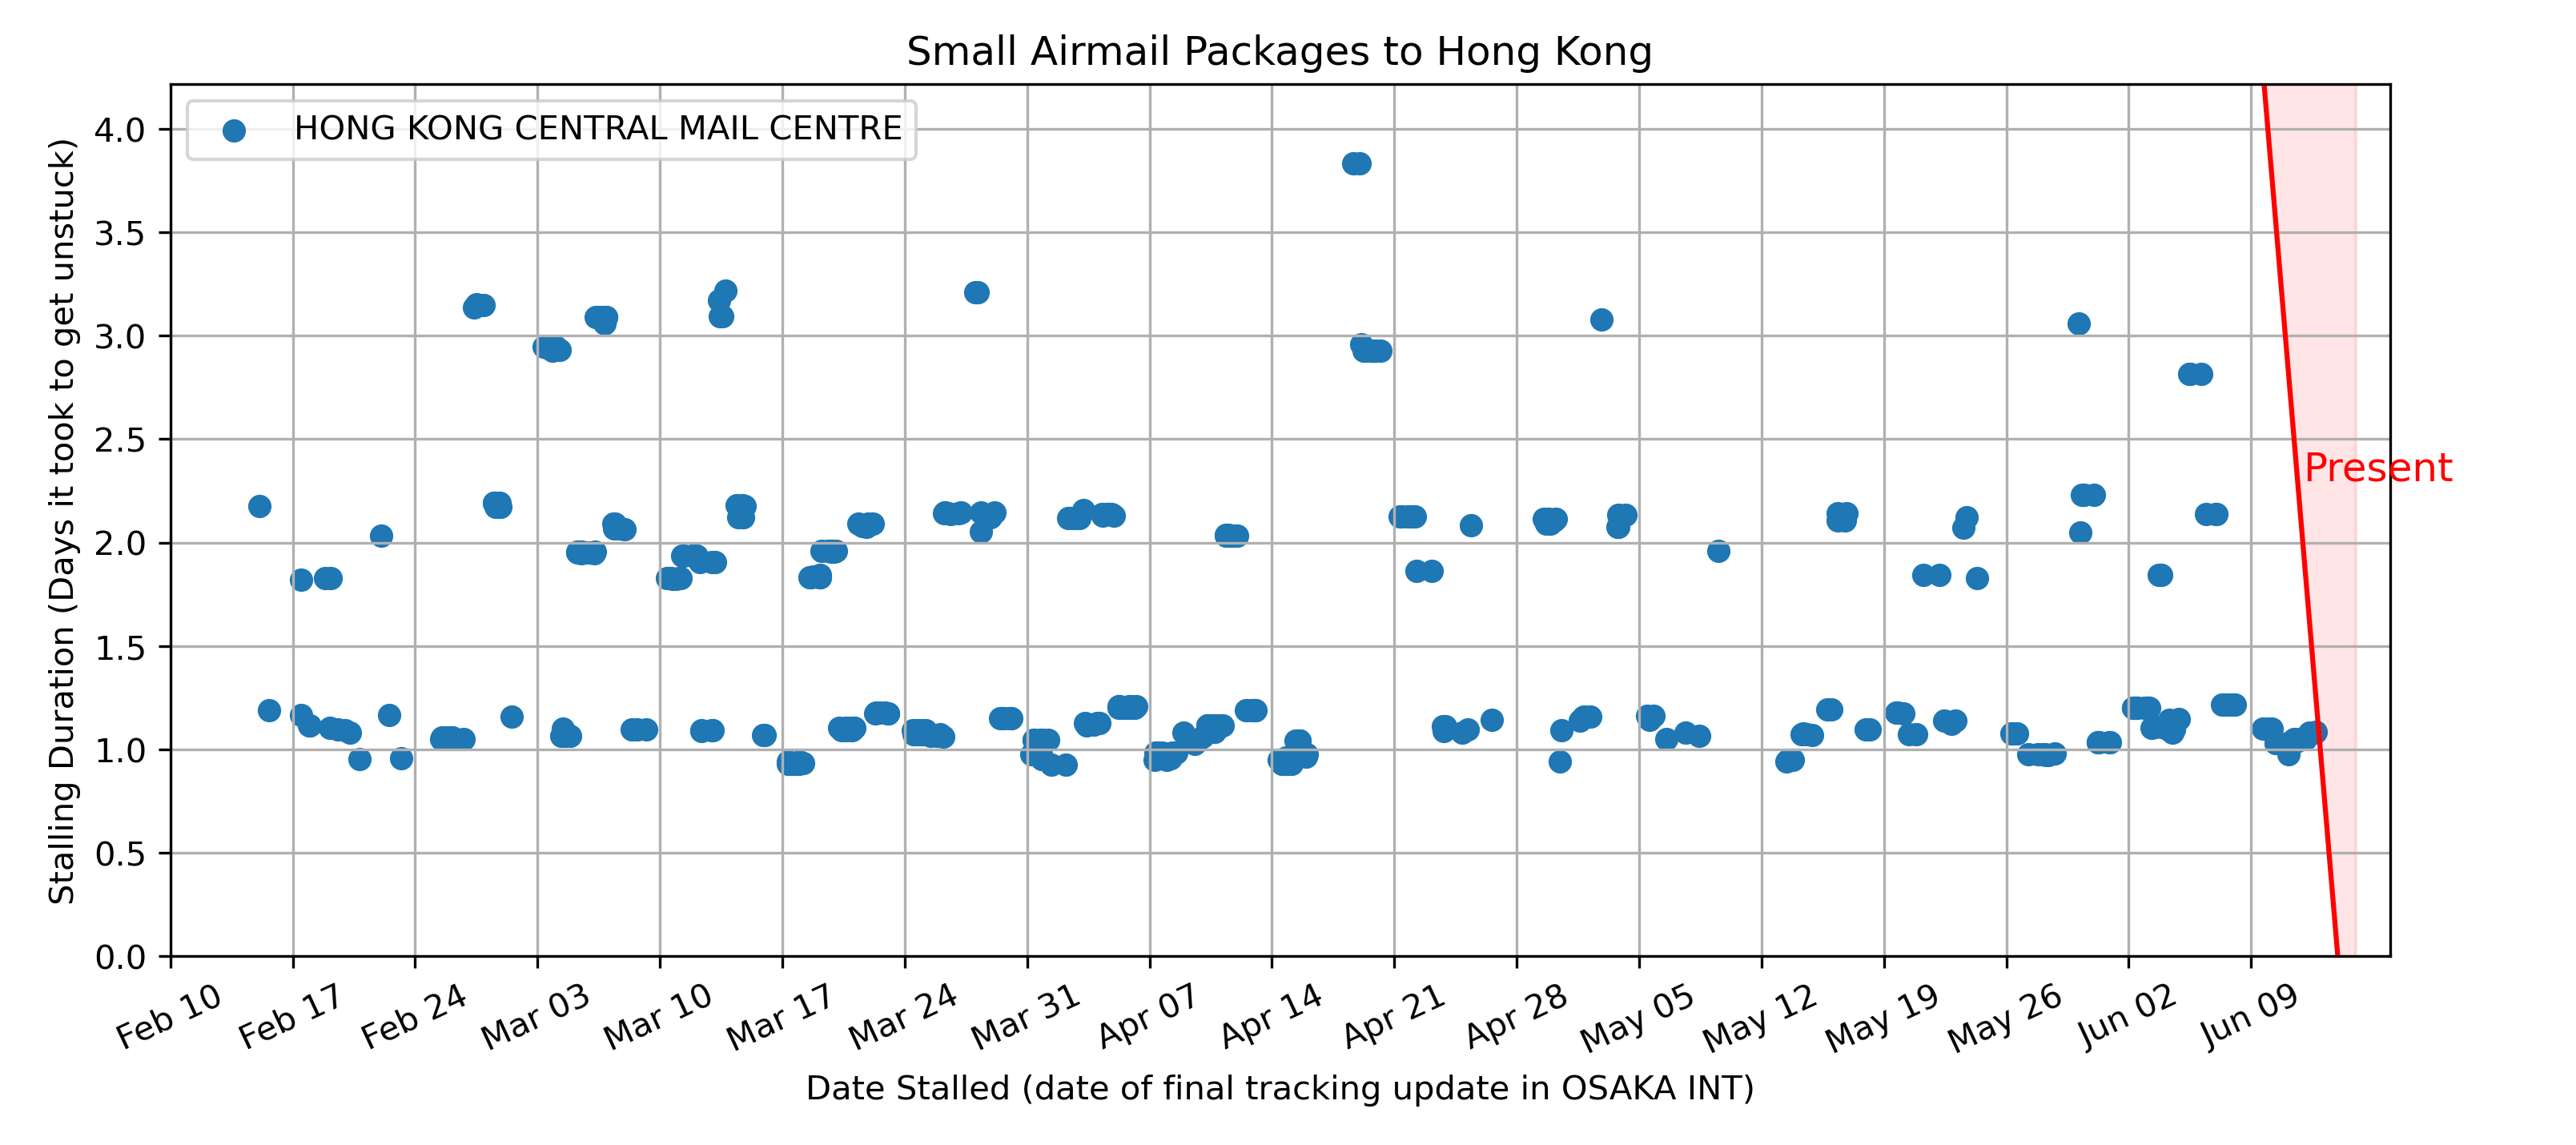 Small Airmail Packages to Hong Kong
HONG KONG CENTRAL MAIL CENTRE
Stalling Duration (Days it took to get unstuck)
4.0
3.5
3.0
2.5
2.0
1.5
1.0
0.5
0.0
Present
Feb 10
Feb 17
Feb 24
Mar 03
Mar 10
Mar 17
Mar 24
Mar 31
Apr 07
Apr 14
Apr 21
Apr 28
May 05
May 12
May 19
May 26
Jun 02
Jun 09
Date Stalled (date of final tracking update in OSAKA INT)